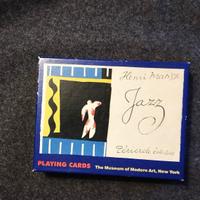 Henri Matisse
Jazz
Tériade éditeur
PLAYING CARDS The Museum of Modern Art, New York